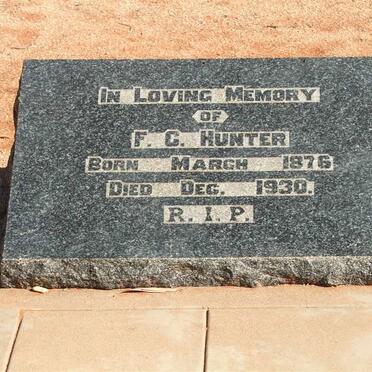 IN LOVING MEMORY
OF
F. C. HUNTER
BORN MARCH 1876
DIED DEC. 1930.
R. I. P.